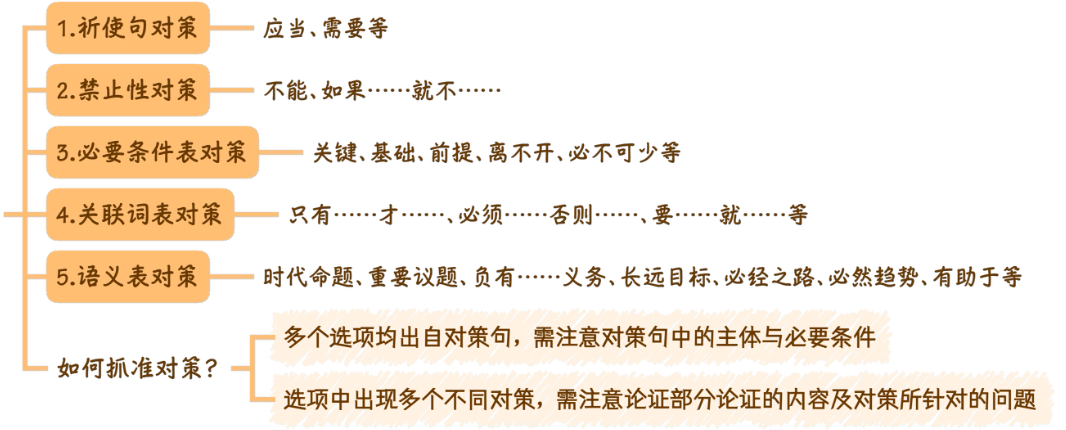 1.祈使句对策 应当、需要等
2.禁止性对策 不能、如果……就不……
3.必要条件表对策 关键、基础、前提、离不开、必不可少等
4.关联词表对策 只有……才……、必须……否则……、要……就……等
5.语义表对策 时代命题、重要议题、负有……义务、长远目标、必经之路、必然趋势、有助于等
如何抓准对策?
多个选项均出自对策句，需注意对策句中的主体与必要条件
选项中出现多个不同对策，需注意论证部分论证的内容及对策所针对的问题